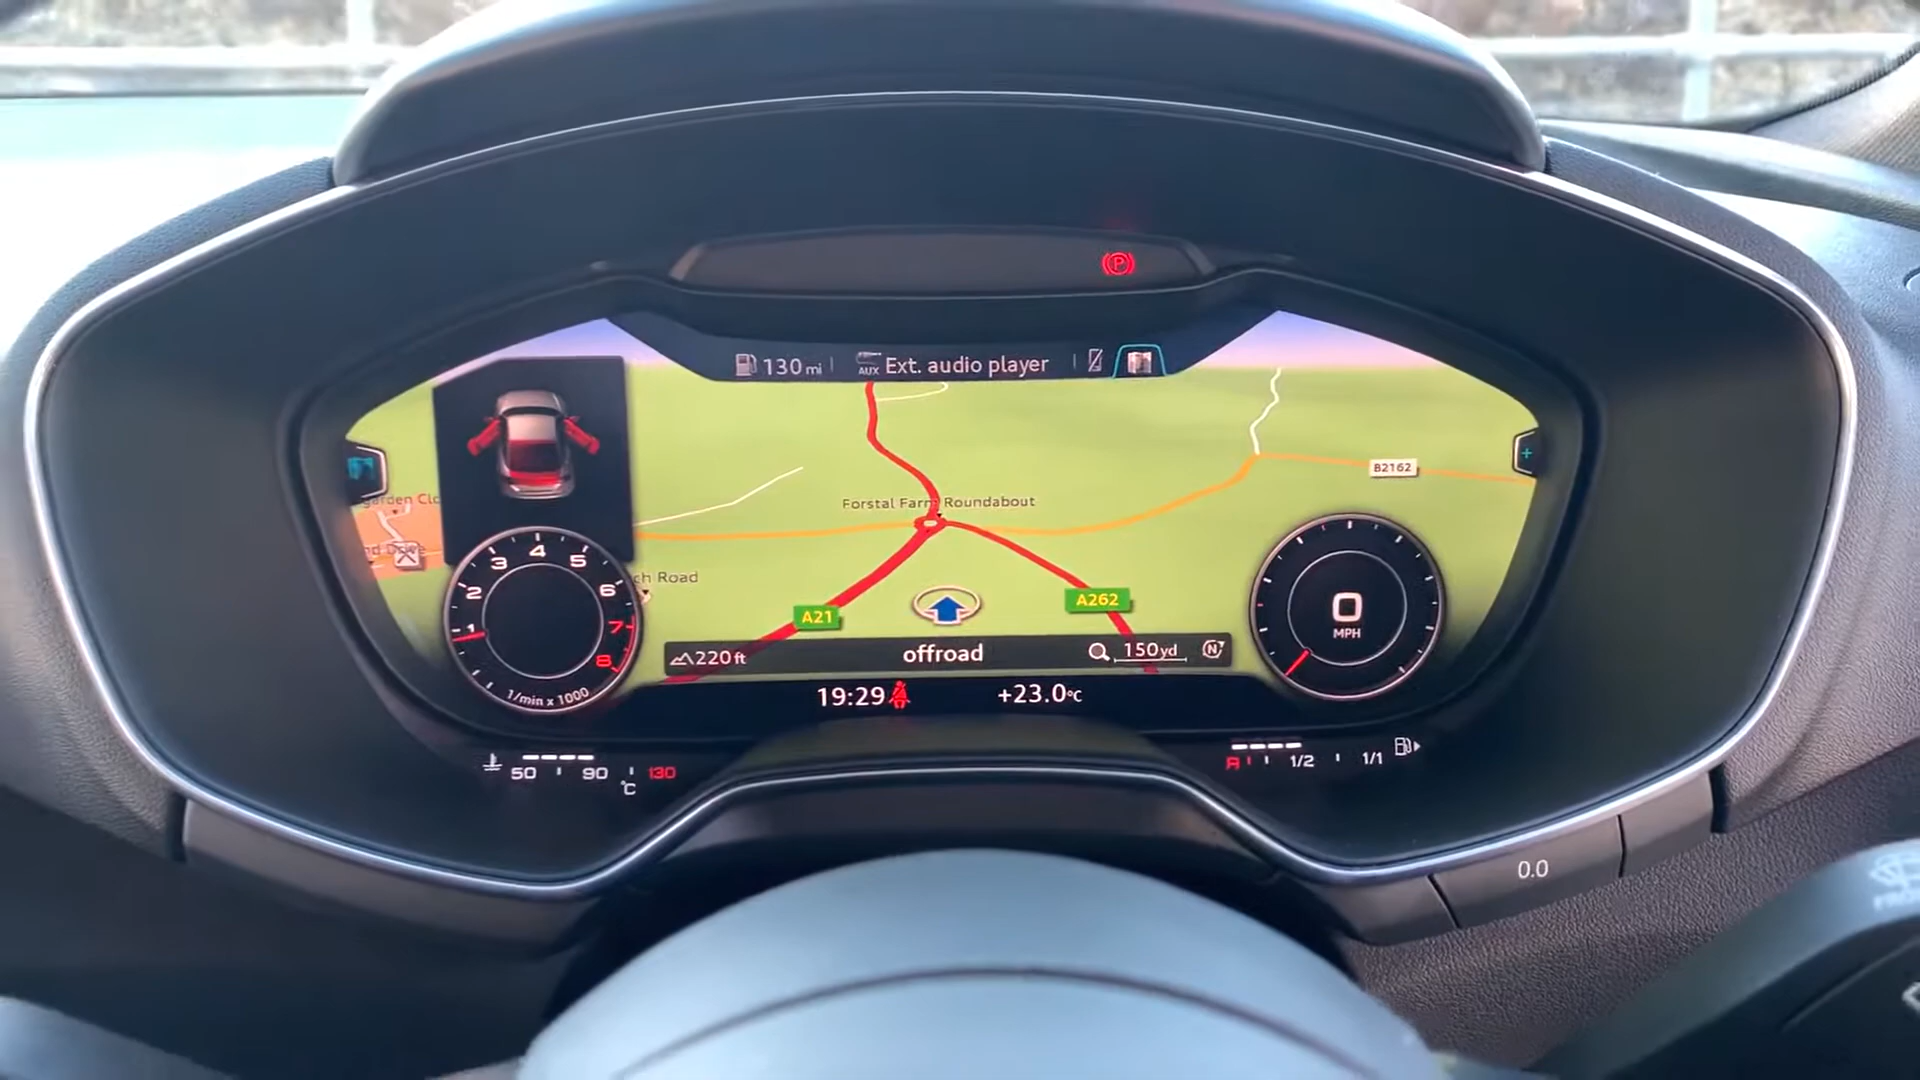 P
130 mi
AUX Ext. audio player
B2162
Forstal Farm Roundabout
ch Road
A21
A262
220 ft
offroad
150 yd
N
1 2 3 4 5 6 7 8
1/min x 1000
0
MPH
19:29
+23.0°C
50 90 130
°C
R 1/2 1/1
0.0